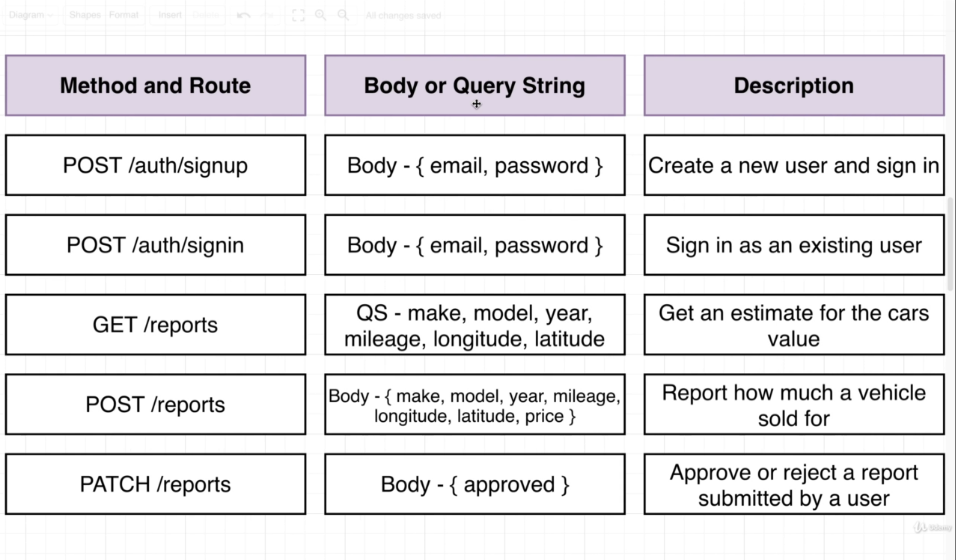 Diagram Shapes Format Insert Delete All changes saved
Method and Route
Body or Query String
Description
POST /auth/signup
Body - { email, password }
Create a new user and sign in
POST /auth/signin
Body - { email, password }
Sign in as an existing user
GET /reports
QS - make, model, year,
mileage, longitude, latitude
Get an estimate for the cars
value
POST /reports
Body - { make, model, year, mileage,
longitude, latitude, price }
Report how much a vehicle
sold for
PATCH /reports
Body - { approved }
Approve or reject a report
submitted by a user
Udemy